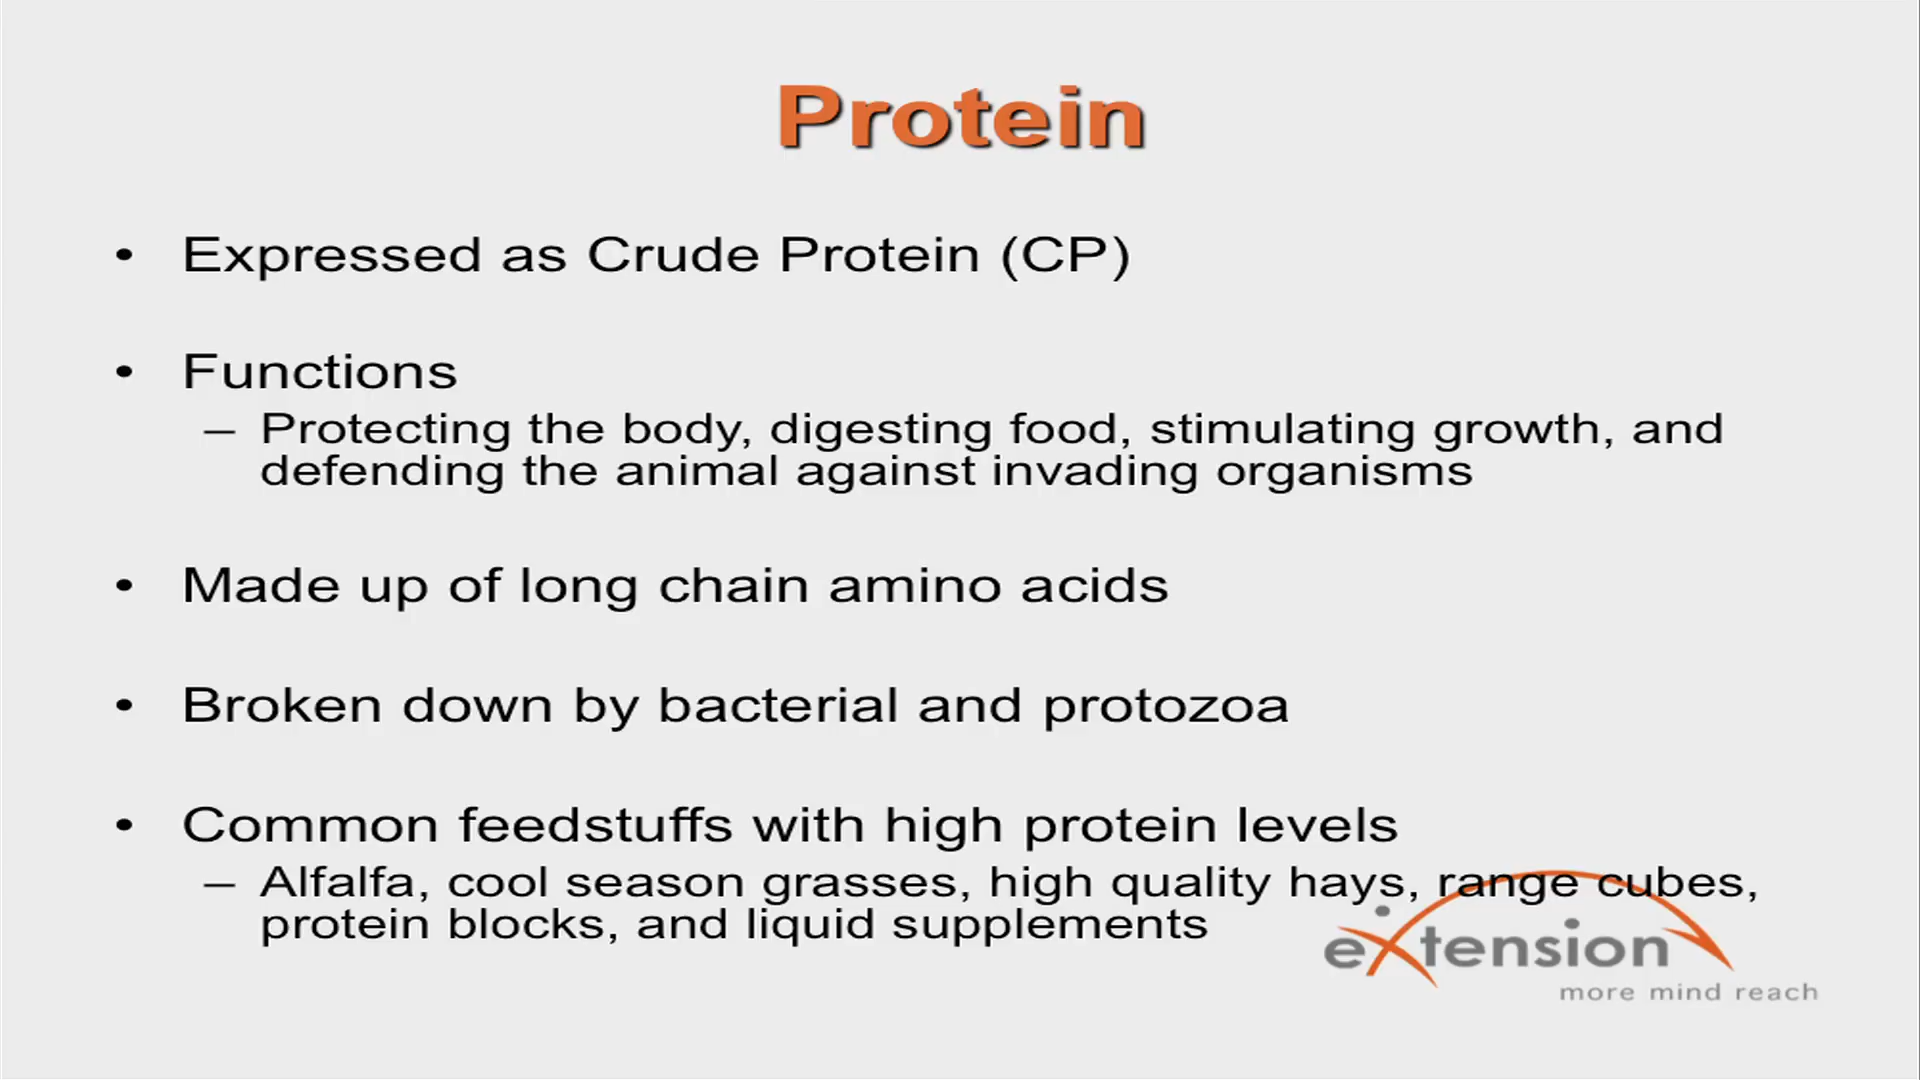 Protein
• Expressed as Crude Protein (CP)
• Functions
– Protecting the body, digesting food, stimulating growth, and
defending the animal against invading organisms
• Made up of long chain amino acids
• Broken down by bacterial and protozoa
• Common feedstuffs with high protein levels
– Alfalfa, cool season grasses, high quality hays, range cubes,
protein blocks, and liquid supplements
eXtension
more mind reach